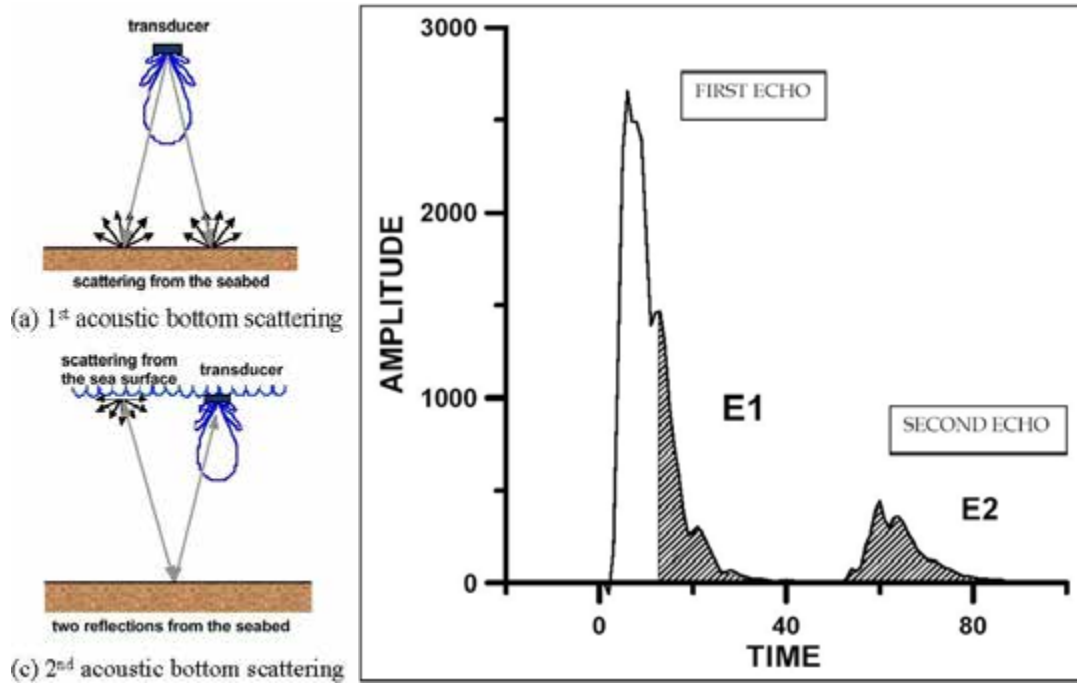 transducer
scattering from the seabed
(a) 1st acoustic bottom scattering
scattering from
the sea surface
transducer
two reflections from the seabed
(c) 2nd acoustic bottom scattering
3000
FIRST ECHO
2000
AMPLITUDE
1000
E1
SECOND ECHO
E2
0
0 40 80
TIME